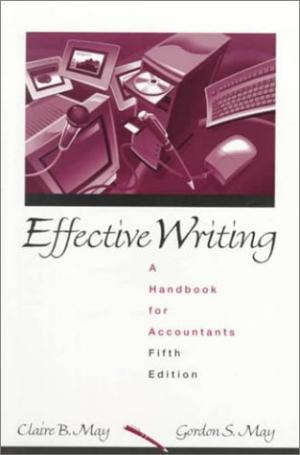 Effective Writing
A
Handbook
for
Accountants
Fifth
Edition
Claire B. May Gordon S. May